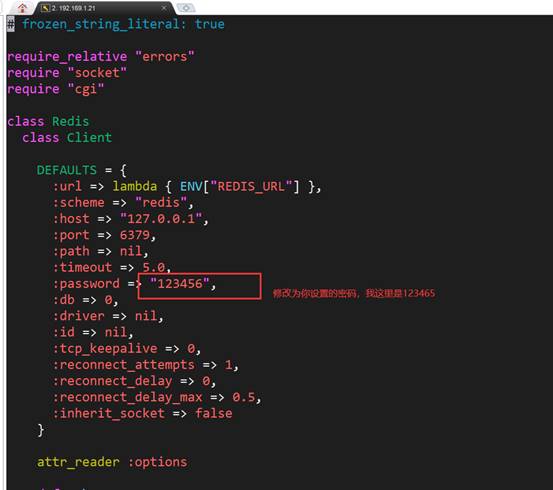 2. 192.169.1.21
# frozen_string_literal: true
require_relative "errors"
require "socket"
require "cgi"
class Redis
class Client
DEFAULTS = {
:url => lambda { ENV["REDIS_URL"] },
:scheme => "redis",
:host => "127.0.0.1",
:port => 6379,
:path => nil,
:timeout => 5.0,
:password => "123456",
修改为你设置的密码，我这里是123465
:db => 0,
:driver => nil,
:id => nil,
:tcp_keepalive => 0,
:reconnect_attempts => 1,
:reconnect_delay => 0,
:reconnect_delay_max => 0.5,
:inherit_socket => false
}
attr_reader :options